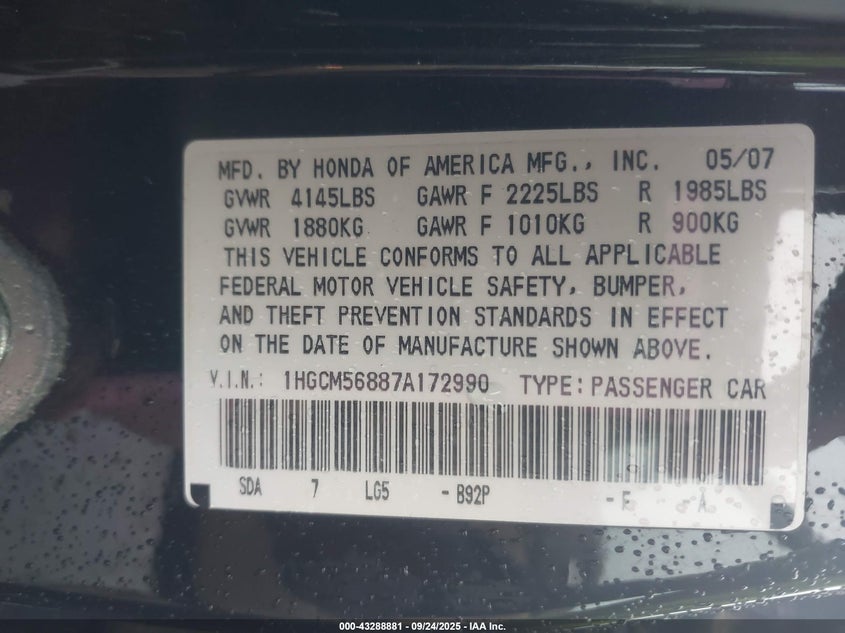 MFD. BY HONDA OF AMERICA MFG., INC. 05/07
GVWR 4145LBS GAWR F 2225LBS R 1985LBS
GVWR 1880KG GAWR F 1010KG R 900KG
THIS VEHICLE CONFORMS TO ALL APPLICABLE
FEDERAL MOTOR VEHICLE SAFETY, BUMPER,
AND THEFT PREVENTION STANDARDS IN EFFECT
ON THE DATE OF MANUFACTURE SHOWN ABOVE.
V.I.N.: 1HGCM56887A172990 TYPE: PASSENGER CAR
SDA 7 LG5 - B92P - E - A
000-43288881 - 09/24/2025 - IAA Inc.